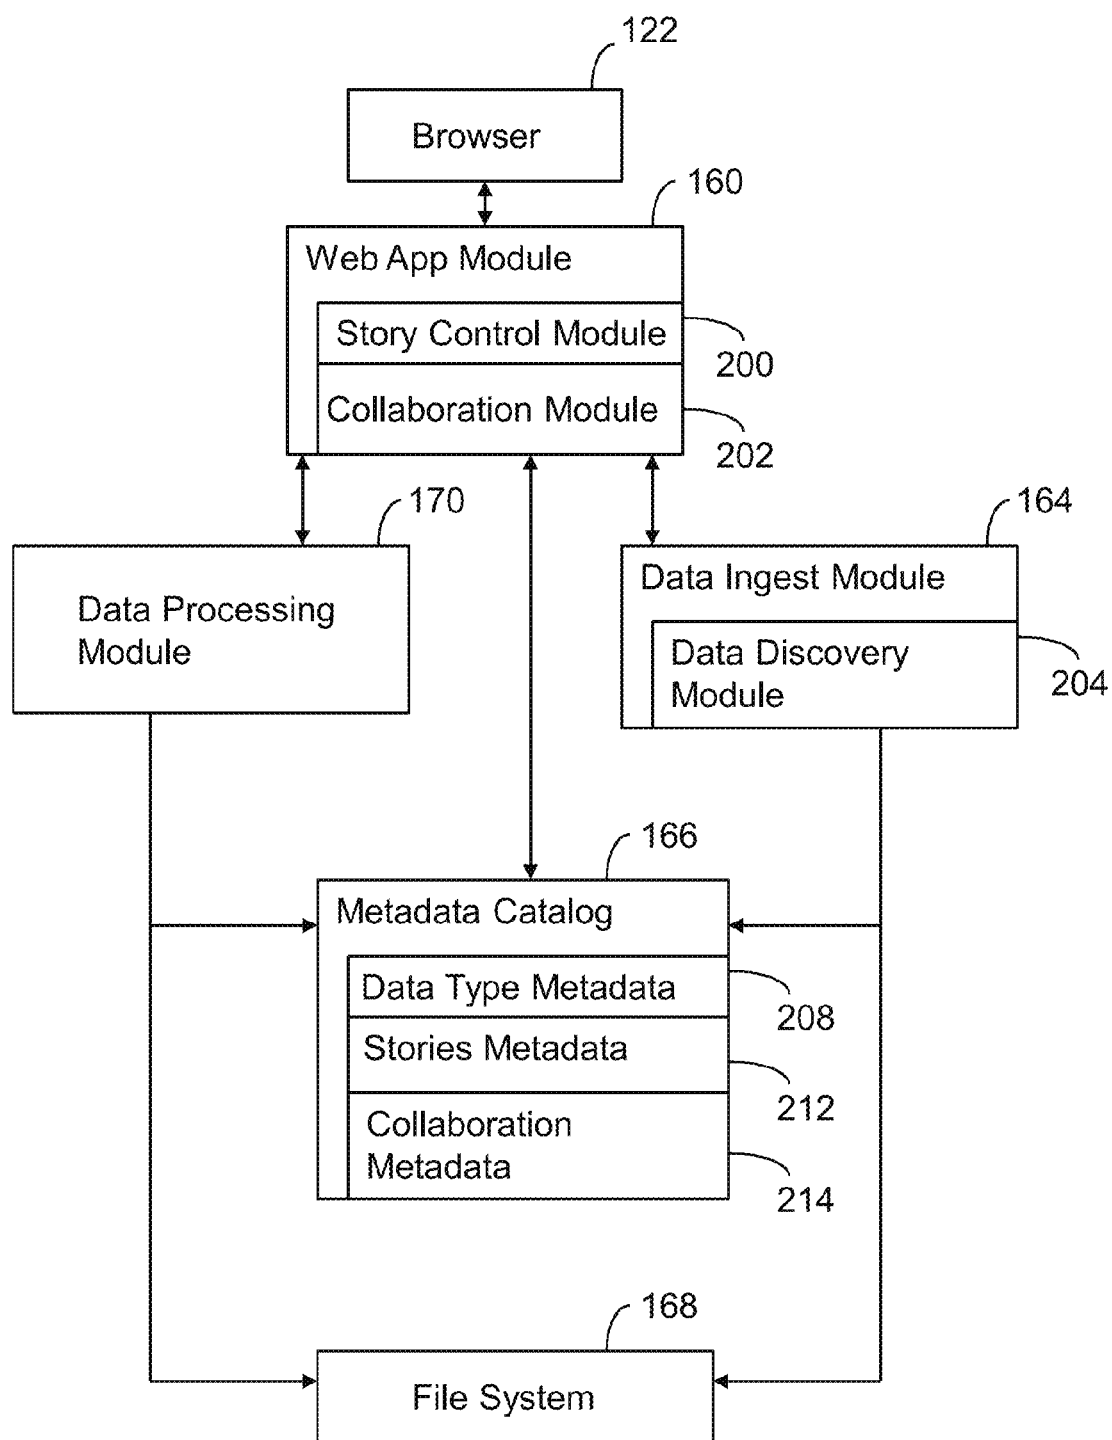 122
Browser
160
Web App Module
Story Control Module
200
Collaboration Module
202
170
164
Data Processing
Module
Data Ingest Module
Data Discovery
Module
204
166
Metadata Catalog
Data Type Metadata
208
Stories Metadata
212
Collaboration
Metadata
214
168
File System